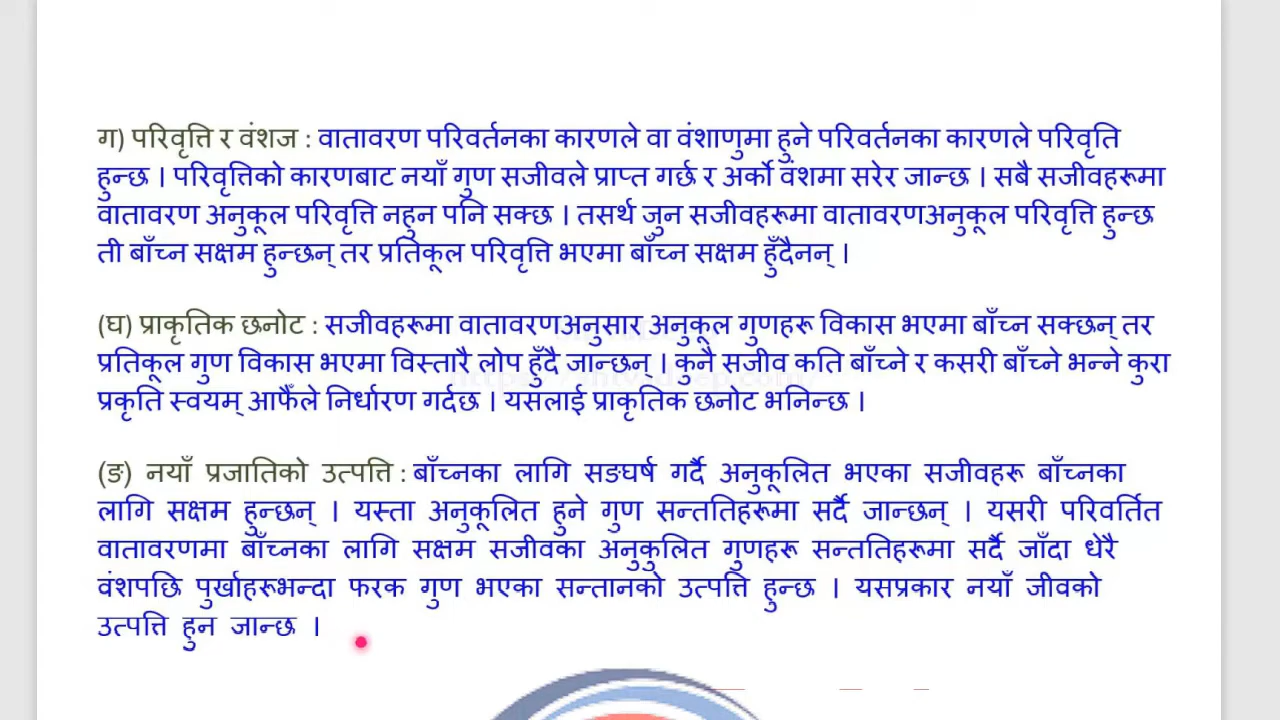 ग) परिवृत्ति र वंशज : वातावरण परिवर्तनका कारणले वा वंशाणुमा हुने परिवर्तनका कारणले परिवृति
हुन्छ । परिवृत्तिको कारणबाट नयाँ गुण सजीवले प्राप्त गर्छ र अर्को वंशमा सरेर जान्छ । सबै सजीवहरूमा
वातावरण अनुकूल परिवृत्ति नहुन पनि सक्छ । तसर्थ जुन सजीवहरूमा वातावरणअनुकूल परिवृत्ति हुन्छ
ती बाँच्न सक्षम हुन्छन् तर प्रतिकूल परिवृत्ति भएमा बाँच्न सक्षम हुँदैनन् ।
(घ) प्राकृतिक छनोट : सजीवहरूमा वातावरणअनुसार अनुकूल गुणहरू विकास भएमा बाँच्न सक्छन् तर
प्रतिकूल गुण विकास भएमा विस्तारै लोप हुँदै जान्छन् । कुनै सजीव कति बाँच्ने र कसरी बाँच्ने भन्ने कुरा
प्रकृति स्वयम् आफैँले निर्धारण गर्दछ । यसलाई प्राकृतिक छनोट भनिन्छ ।
(ङ) नयाँ प्रजातिको उत्पत्ति : बाँच्नका लागि सङघर्ष गर्दै अनुकूलित भएका सजीवहरू बाँच्नका
लागि सक्षम हुन्छन् । यस्ता अनुकूलित हुने गुण सन्ततिहरूमा सर्दै जान्छन् । यसरी परिवर्तित
वातावरणमा बाँच्नका लागि सक्षम सजीवका अनुकुलित गुणहरू सन्ततिहरूमा सर्दै जाँदा धेरै
वंशपछि पुर्खाहरूभन्दा फरक गुण भएका सन्तानको उत्पत्ति हुन्छ । यसप्रकार नयाँ जीवको
उत्पत्ति हुन जान्छ ।